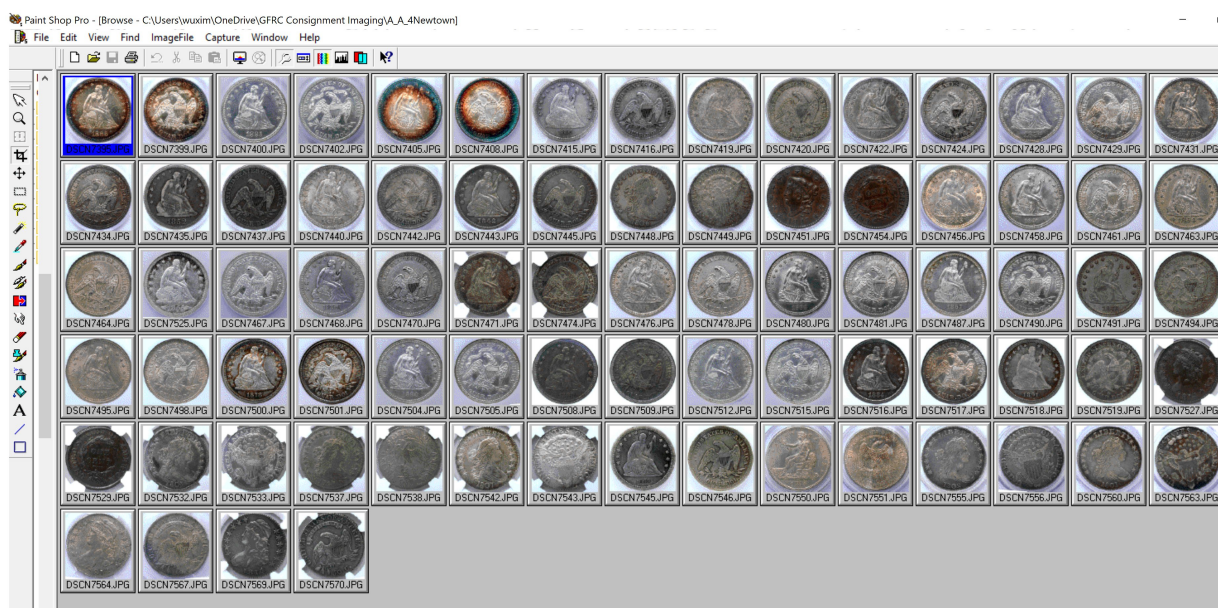 Paint Shop Pro - [Browse - C:\Users\wuxim\OneDrive\GFRC Consignment Imaging\A_A_4Newtown]
File Edit View Find ImageFile Capture Window Help
DSCN7395.JPG DSCN7399.JPG DSCN7400.JPG DSCN7402.JPG DSCN7405.JPG DSCN7408.JPG DSCN7415.JPG DSCN7416.JPG DSCN7419.JPG DSCN7420.JPG DSCN7422.JPG DSCN7424.JPG DSCN7428.JPG DSCN7429.JPG DSCN7431.JPG
DSCN7434.JPG DSCN7435.JPG DSCN7437.JPG DSCN7440.JPG DSCN7442.JPG DSCN7443.JPG DSCN7445.JPG DSCN7448.JPG DSCN7449.JPG DSCN7451.JPG DSCN7454.JPG DSCN7456.JPG DSCN7458.JPG DSCN7461.JPG DSCN7463.JPG
DSCN7464.JPG DSCN7525.JPG DSCN7467.JPG DSCN7468.JPG DSCN7470.JPG DSCN7471.JPG DSCN7474.JPG DSCN7476.JPG DSCN7478.JPG DSCN7480.JPG DSCN7481.JPG DSCN7487.JPG DSCN7490.JPG DSCN7491.JPG DSCN7494.JPG
DSCN7495.JPG DSCN7498.JPG DSCN7500.JPG DSCN7501.JPG DSCN7504.JPG DSCN7505.JPG DSCN7508.JPG DSCN7509.JPG DSCN7512.JPG DSCN7515.JPG DSCN7516.JPG DSCN7517.JPG DSCN7518.JPG DSCN7519.JPG DSCN7527.JPG
DSCN7529.JPG DSCN7532.JPG DSCN7533.JPG DSCN7537.JPG DSCN7538.JPG DSCN7542.JPG DSCN7543.JPG DSCN7545.JPG DSCN7546.JPG DSCN7550.JPG DSCN7551.JPG DSCN7555.JPG DSCN7556.JPG DSCN7560.JPG DSCN7563.JPG
DSCN7564.JPG DSCN7567.JPG DSCN7569.JPG DSCN7570.JPG